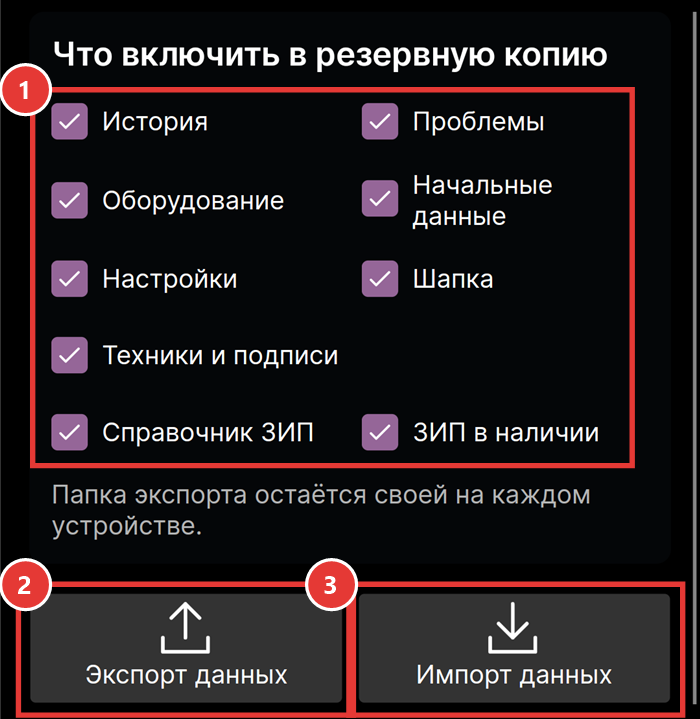 Что включить в резервную копию
1
История
Проблемы
Оборудование
Начальные
данные
Настройки
Шапка
Техники и подписи
Справочник ЗИП
ЗИП в наличии
Папка экспорта остаётся своей на каждом
устройстве.
2
3
Экспорт данных
Импорт данных